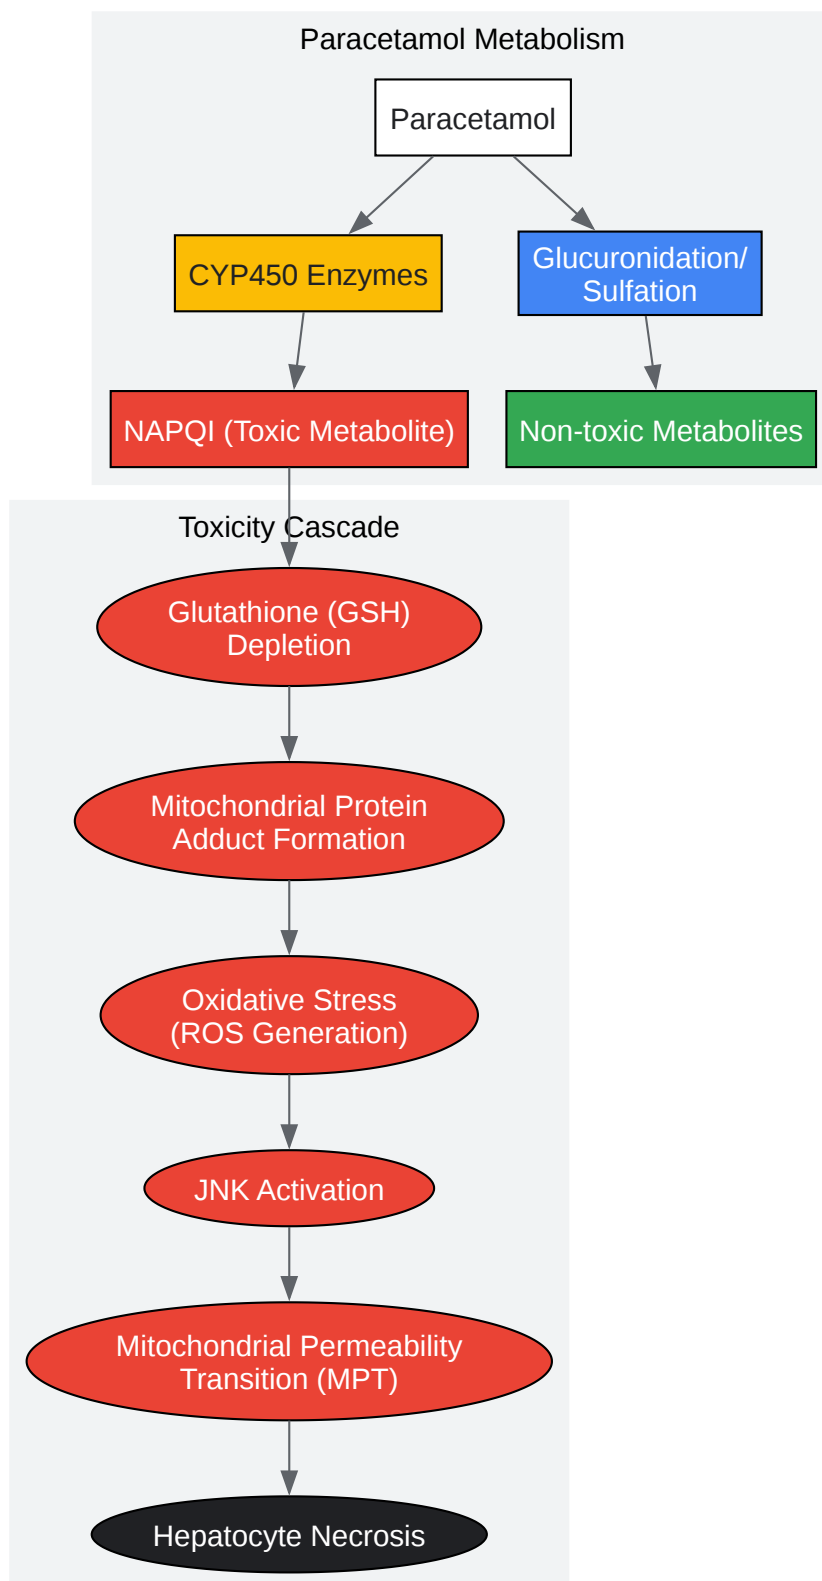 Paracetamol Metabolism
Paracetamol
CYP450 Enzymes
Glucuronidation/
Sulfation
NAPQI (Toxic Metabolite)
Non-toxic Metabolites
Toxicity Cascade
Glutathione (GSH)
Depletion
Mitochondrial Protein
Adduct Formation
Oxidative Stress
(ROS Generation)
JNK Activation
Mitochondrial Permeability
Transition (MPT)
Hepatocyte Necrosis